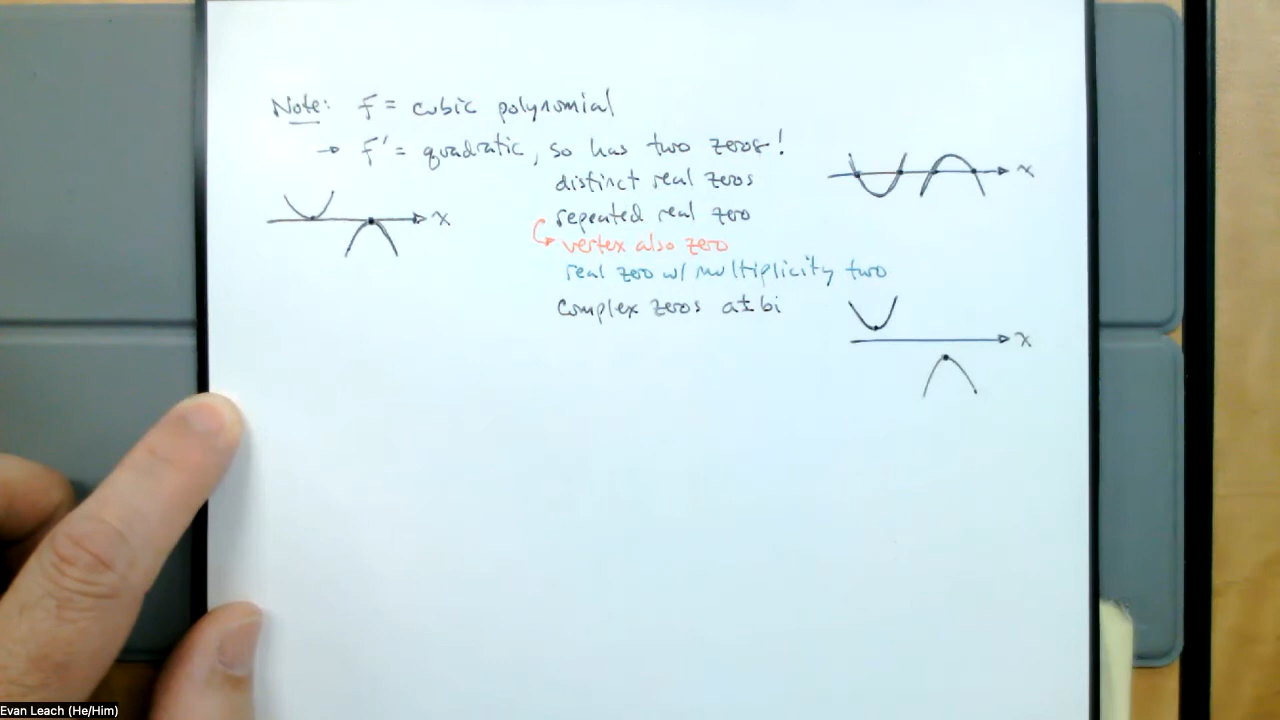 Note: f = cubic polynomial
→ f' = quadratic, so has two zeros!
distinct real zeros
repeated real zero
vertex also zero
real zero w/ multiplicity two
complex zeros a±bi
x
x
x
Evan Leach (He/Him)